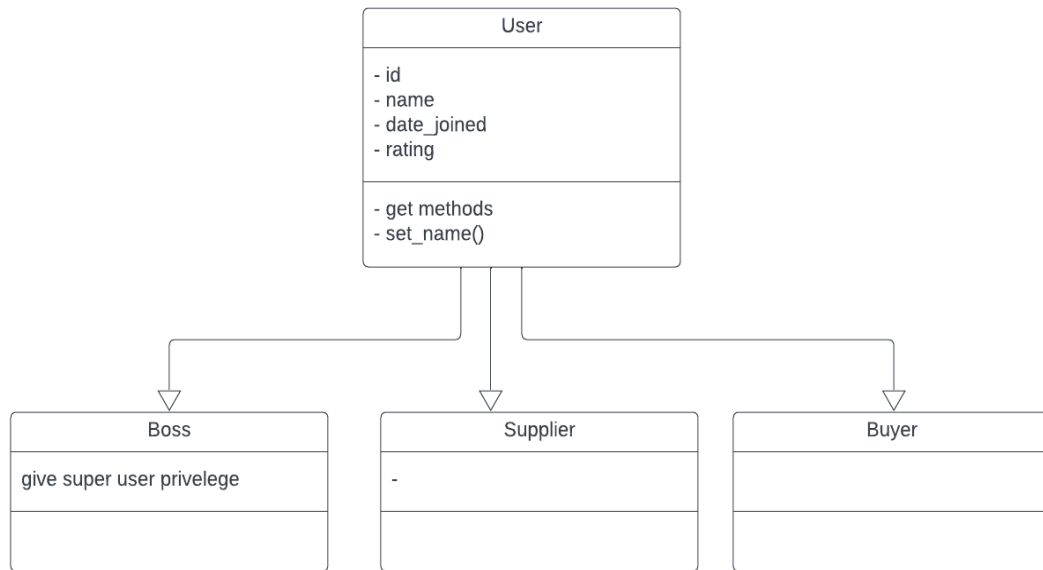 User
- id
- name
- date_joined
- rating
- get methods
- set_name()
Boss
give super user privelege
Supplier
-
Buyer